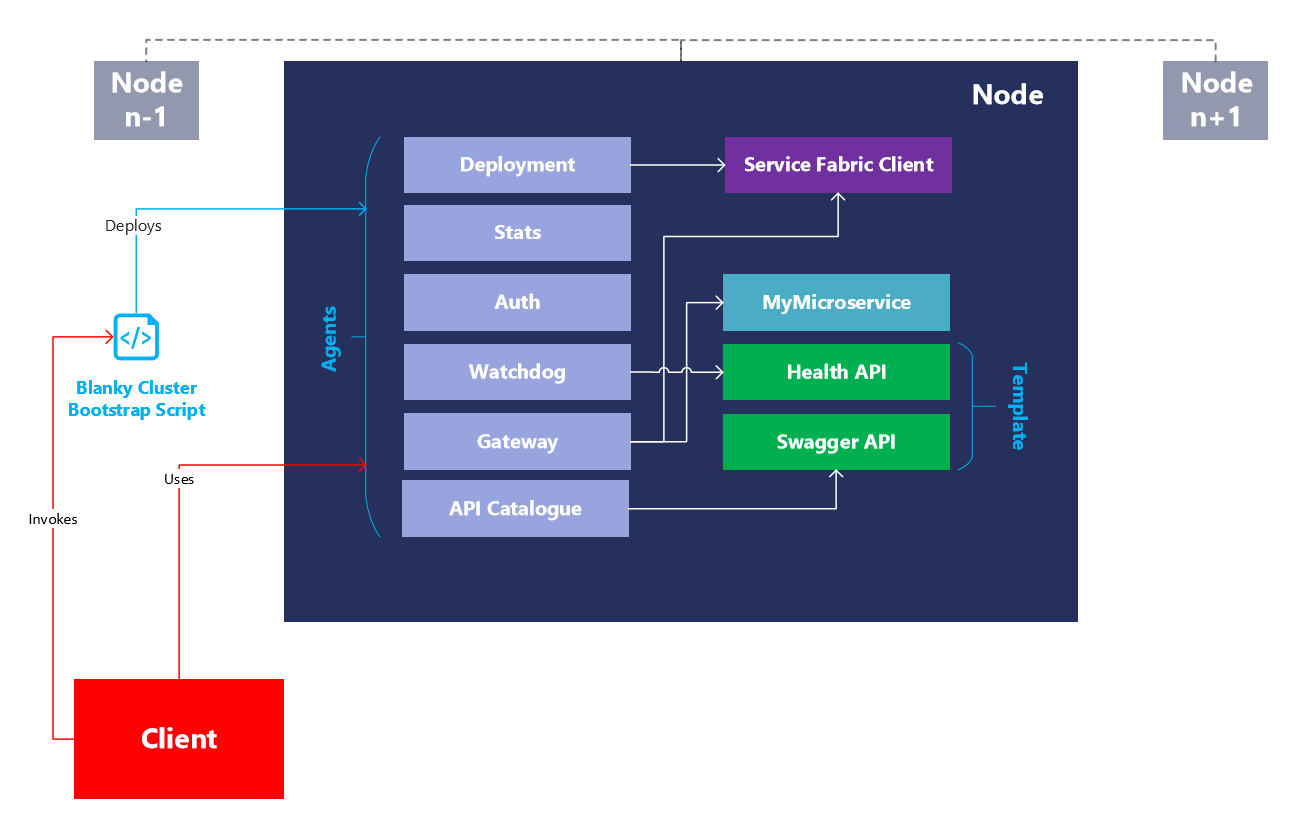 Node
n-1
Node
Node
n+1
Deployment
Service Fabric Client
Deploys
Stats
Auth
MyMicroservice
Agents
Watchdog
Health API
Template
Blanky Cluster
Bootstrap Script
Gateway
Swagger API
Uses
API Catalogue
Invokes
Client